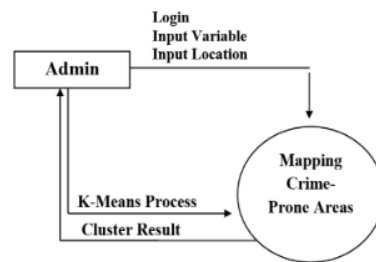 Login
Input Variable
Input Location
Admin
Mapping
Crime-
Prone Areas
K-Means Process
Cluster Result